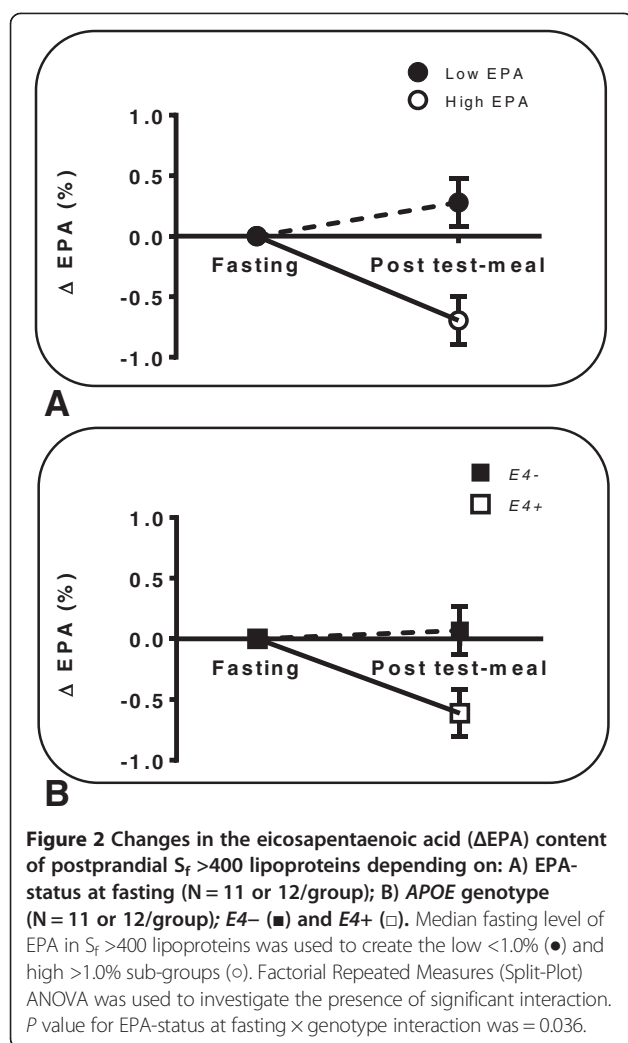 Low EPA
High EPA
1.0
0.5
0.0
-0.5
-1.0
Δ EPA (%)
Fasting
Post test-meal
A
E4-
E4+
1.0
0.5
0.0
-0.5
-1.0
Δ EPA (%)
Fasting
Post test-meal
B
Figure 2 Changes in the eicosapentaenoic acid (ΔEPA) content
of postprandial Sf >400 lipoproteins depending on: A) EPA-
status at fasting (N = 11 or 12/group); B) APOE genotype
(N = 11 or 12/group); E4− (■) and E4+ (□). Median fasting level of
EPA in Sf >400 lipoproteins was used to create the low <1.0% (●) and
high >1.0% sub-groups (○). Factorial Repeated Measures (Split-Plot)
ANOVA was used to investigate the presence of significant interaction.
P value for EPA-status at fasting × genotype interaction was = 0.036.